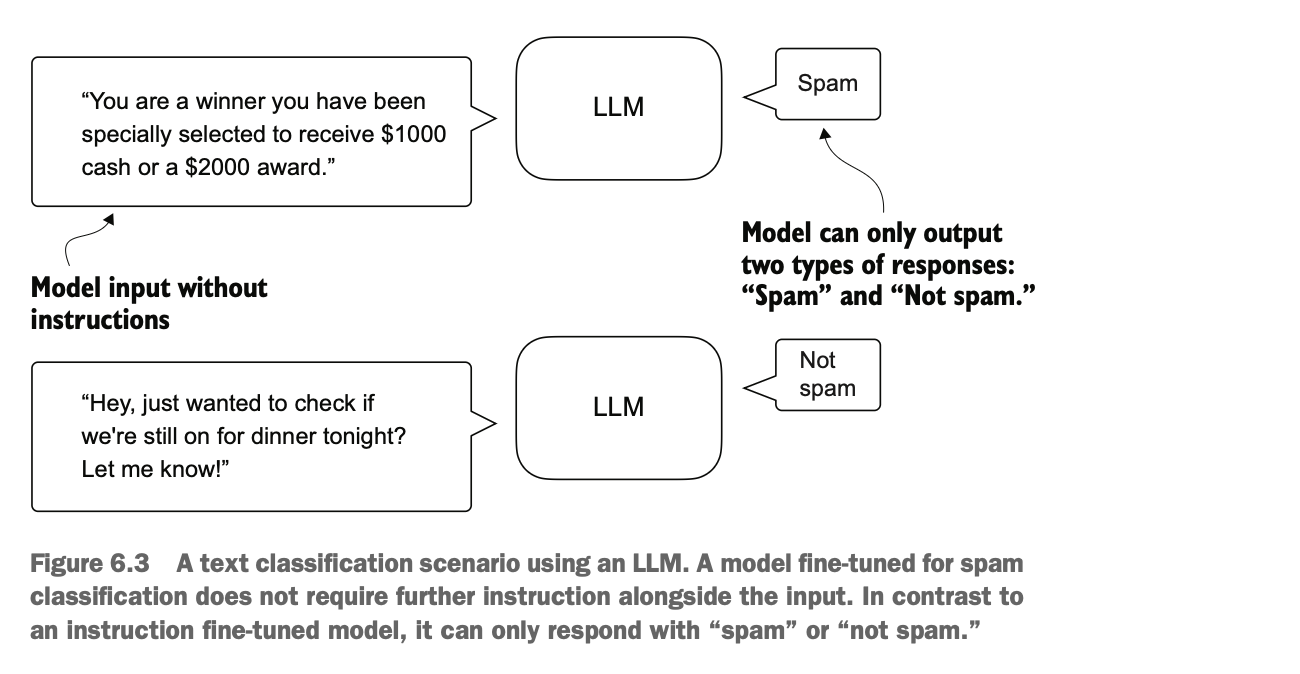 “You are a winner you have been
specially selected to receive $1000
cash or a $2000 award.”
LLM
Spam
Model input without
instructions
Model can only output
two types of responses:
“Spam” and “Not spam.”
“Hey, just wanted to check if
we're still on for dinner tonight?
Let me know!”
LLM
Not
spam
Figure 6.3 A text classification scenario using an LLM. A model fine-tuned for spam
classification does not require further instruction alongside the input. In contrast to
an instruction fine-tuned model, it can only respond with “spam” or “not spam.”